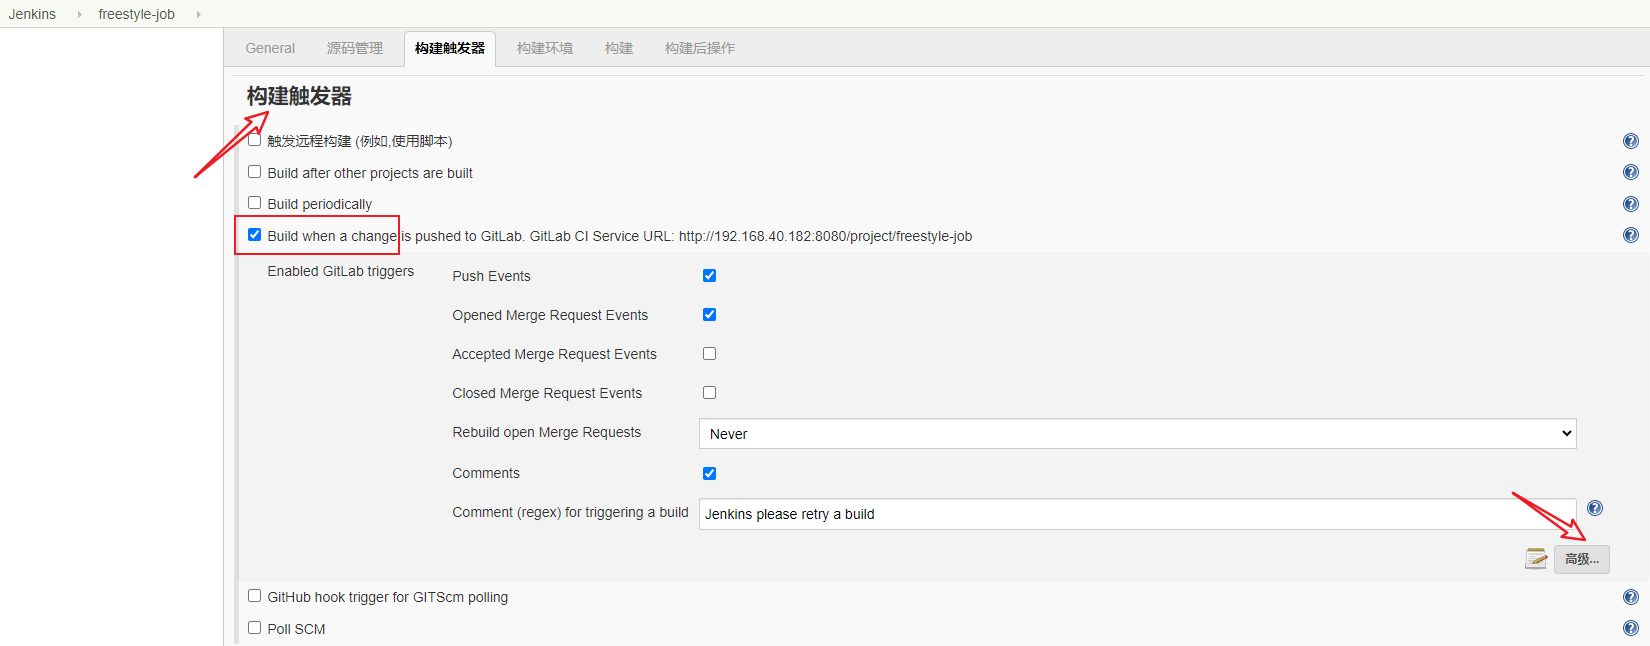 Jenkins freestyle-job
General 源码管理 构建触发器 构建环境 构建 构建后操作
构建触发器
触发远程构建 (例如,使用脚本)
Build after other projects are built
Build periodically
Build when a change is pushed to GitLab. GitLab CI Service URL: http://192.168.40.182:8080/project/freestyle-job
Enabled GitLab triggers
Push Events
Opened Merge Request Events
Accepted Merge Request Events
Closed Merge Request Events
Rebuild open Merge Requests Never
Comments
Comment (regex) for triggering a build Jenkins please retry a build
高级...
GitHub hook trigger for GITScm polling
Poll SCM